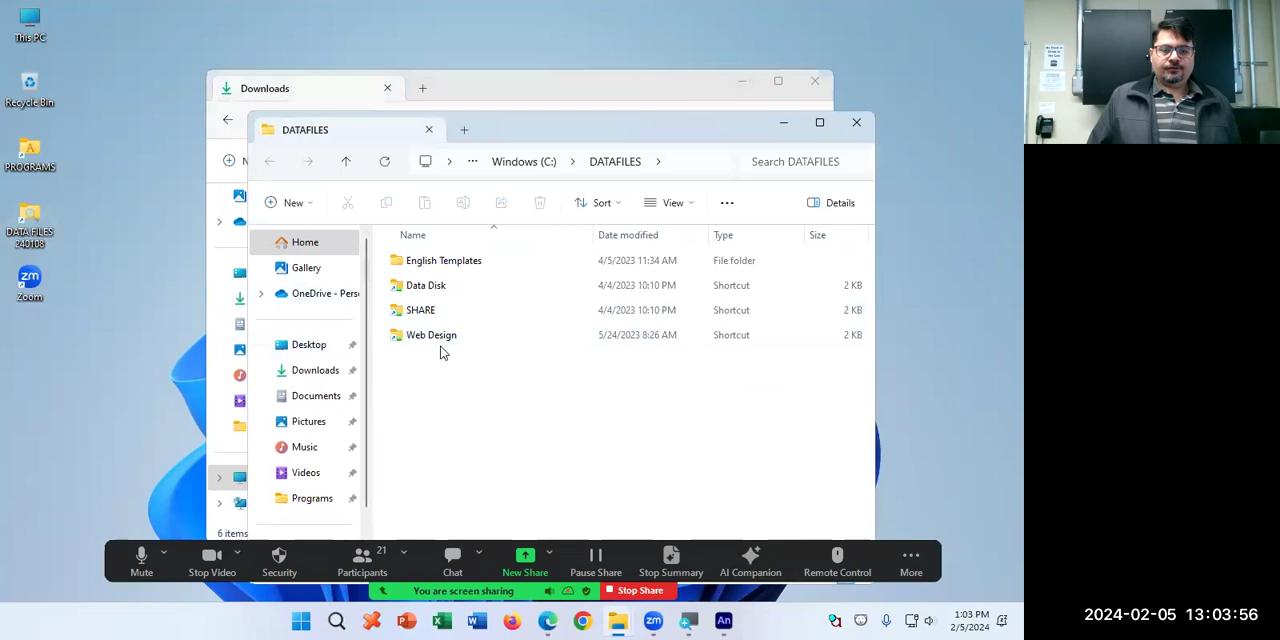 This PC
Recycle Bin
PROGRAMS
DATA FILES
240108
Zoom
Downloads
DATAFILES
Windows (C:)
DATAFILES
Search DATAFILES
New
Sort
View
Details
Name
Date modified
Type
Size
Home
Gallery
OneDrive - Perso
Desktop
Downloads
Documents
Pictures
Music
Videos
Programs
English Templates 4/5/2023 11:34 AM File folder
Data Disk 4/4/2023 10:10 PM Shortcut 2 KB
SHARE 4/4/2023 10:10 PM Shortcut 2 KB
Web Design 5/24/2023 8:26 AM Shortcut 2 KB
6 items
Mute
Stop Video
Security
21
Participants
Chat
New Share
Pause Share
Stop Summary
AI Companion
Remote Control
More
You are screen sharing
Stop Share
1:03 PM
2/5/2024
2024-02-05 13:03:56